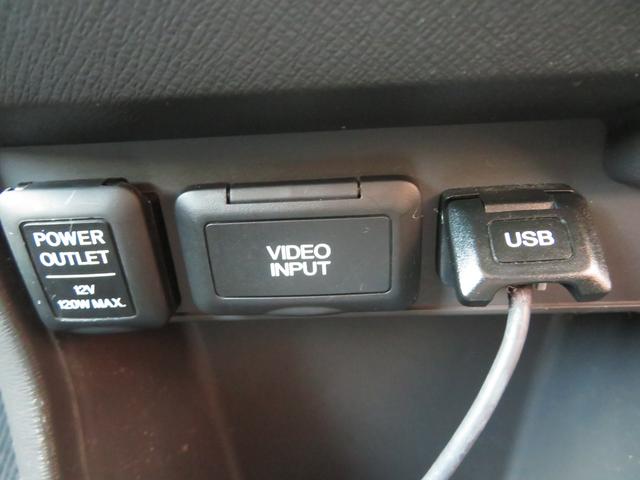 POWER
OUTLET
12V
120W MAX.
VIDEO
INPUT
USB